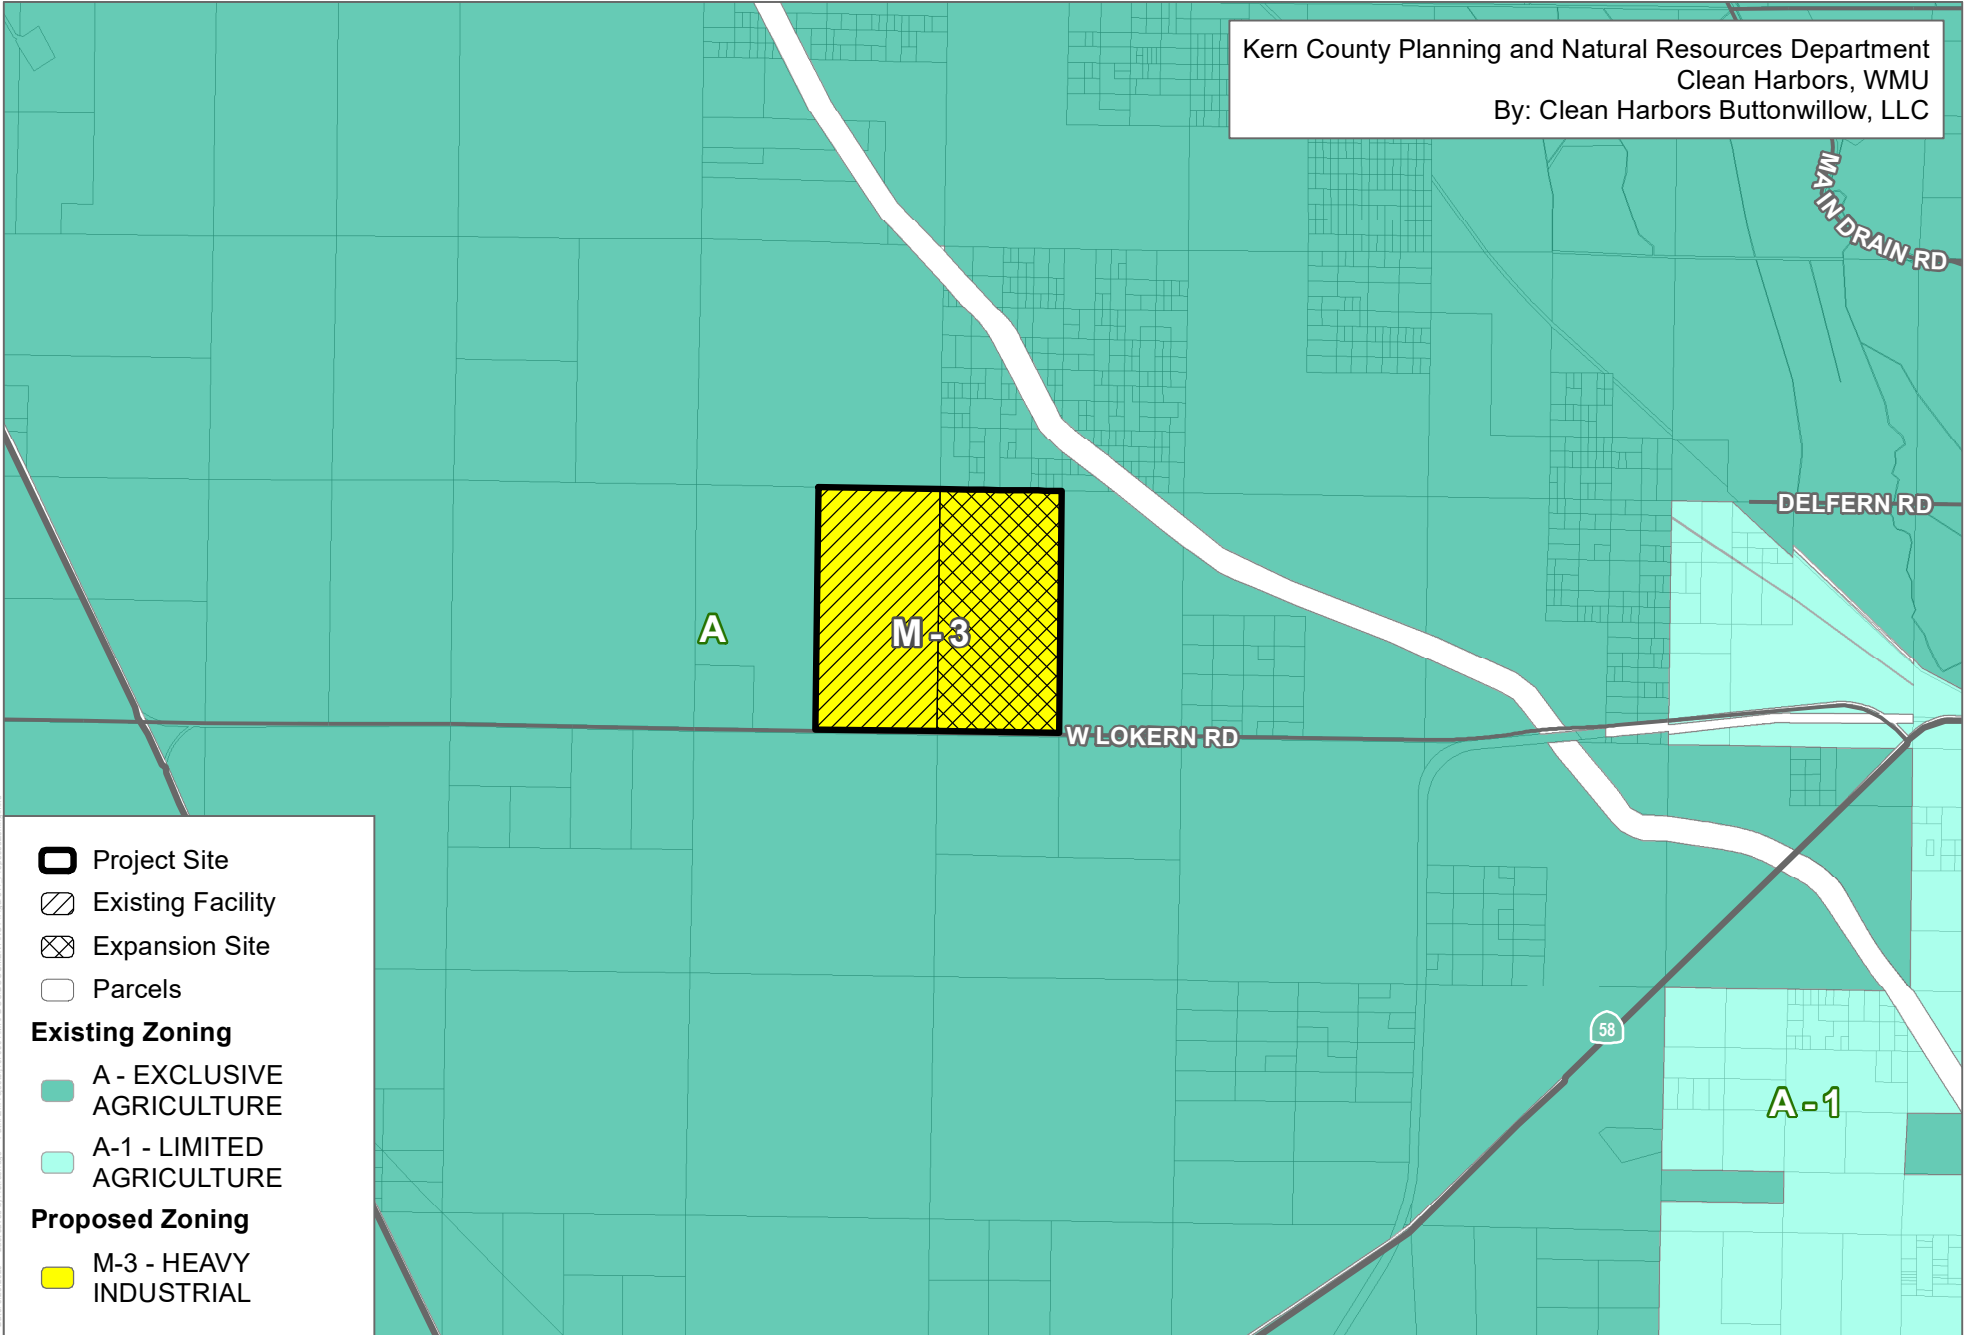 Kern County Planning and Natural Resources Department
Clean Harbors, WMU
By: Clean Harbors Buttonwillow, LLC
MAIN DRAIN RD
DELFERN RD
A
M - 3
W LOKERN RD
58
A - 1
Project Site
Existing Facility
Expansion Site
Parcels
Existing Zoning
A - EXCLUSIVE
AGRICULTURE
A-1 - LIMITED
AGRICULTURE
Proposed Zoning
M-3 - HEAVY
INDUSTRIAL